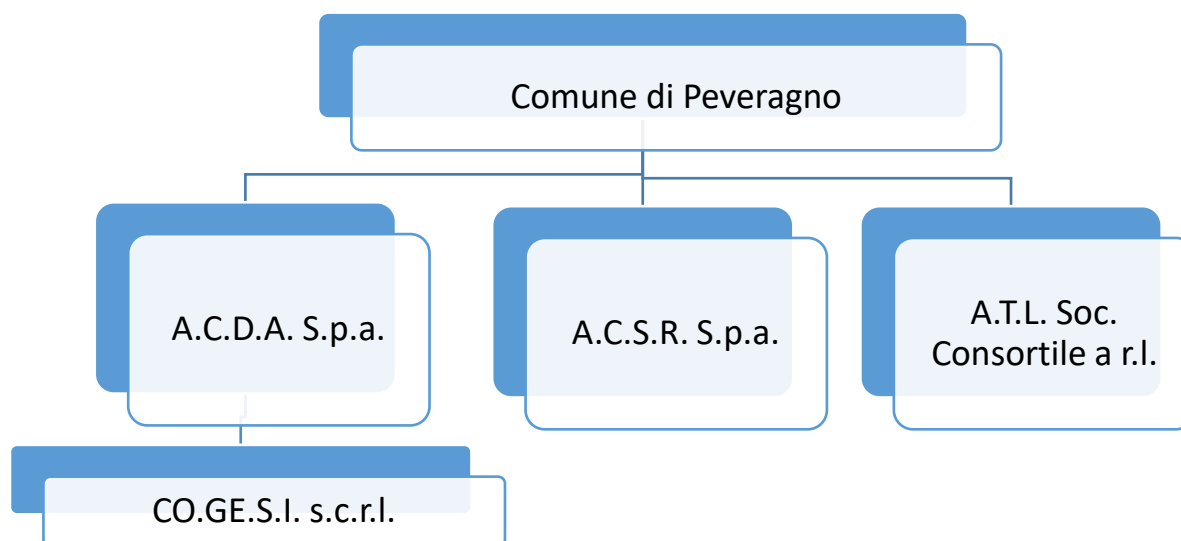 Comune di Peveragno
A.C.D.A. S.p.a.
A.C.S.R. S.p.a.
A.T.L. Soc.
Consortile a r.l.
CO.GE.S.I. s.c.r.l.